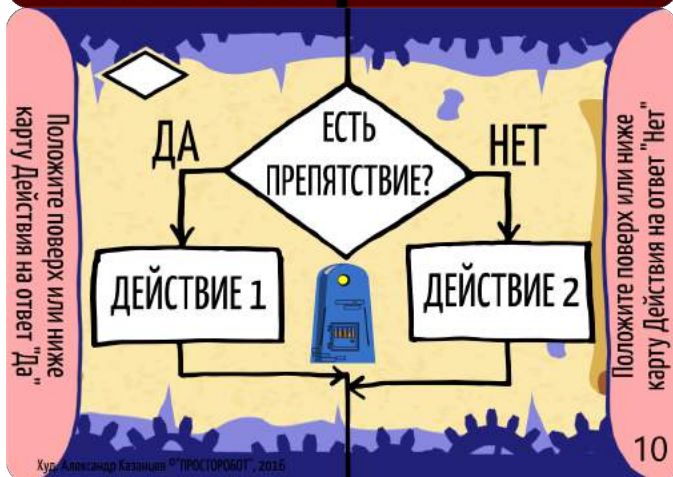 Положите поверх или ниже
карту Действия на ответ "Да"
ДА
ЕСТЬ
ПРЕПЯТСТВИЕ?
НЕТ
ДЕЙСТВИЕ 1
ДЕЙСТВИЕ 2
Положите поверх или ниже
карту Действия на ответ "Нет"
10
Худ. Александр Казанцев ©"ПРОСТОРОБОТ", 2016